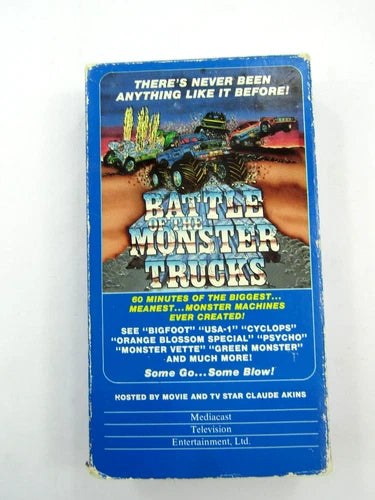 THERE'S NEVER BEEN
ANYTHING LIKE IT BEFORE!
BATTLE
OF THE
MONSTER
TRUCKS
60 MINUTES OF THE BIGGEST...
MEANEST...MONSTER MACHINES
EVER CREATED!
SEE "BIGFOOT" "USA-1" "CYCLOPS"
"ORANGE BLOSSOM SPECIAL" "PSYCHO"
"MONSTER VETTE" "GREEN MONSTER"
AND MUCH MORE!
Some Go...Some Blow!
HOSTED BY MOVIE AND TV STAR CLAUDE AKINS
Mediacast
Television
Entertainment, Ltd.